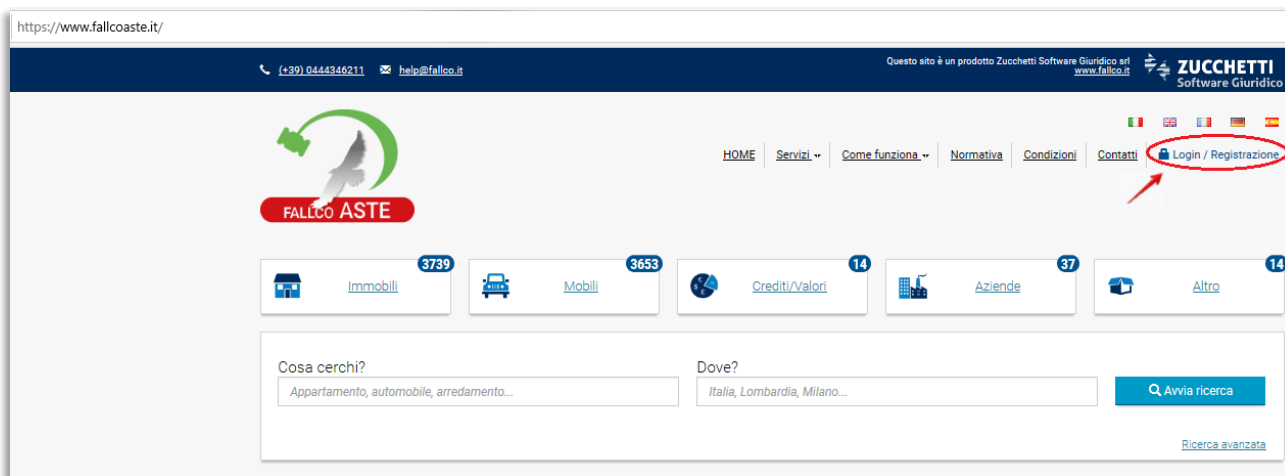 https://www.fallcoaste.it/
(+39) 0444346211 help@fallco.it
Questo sito è un prodotto Zucchetti Software Giuridico srl
www.fallco.it
ZUCCHETTI
Software Giuridico
HOME Servizi Come funziona Normativa Condizioni Contatti Login / Registrazione
FALLCO ASTE
Immobili 3739
Mobili 3653
Crediti/Valori 14
Aziende 37
Altro 14
Cosa cerchi?
Appartamento, automobile, arredamento...
Dove?
Italia, Lombardia, Milano...
Avvia ricerca
Ricerca avanzata